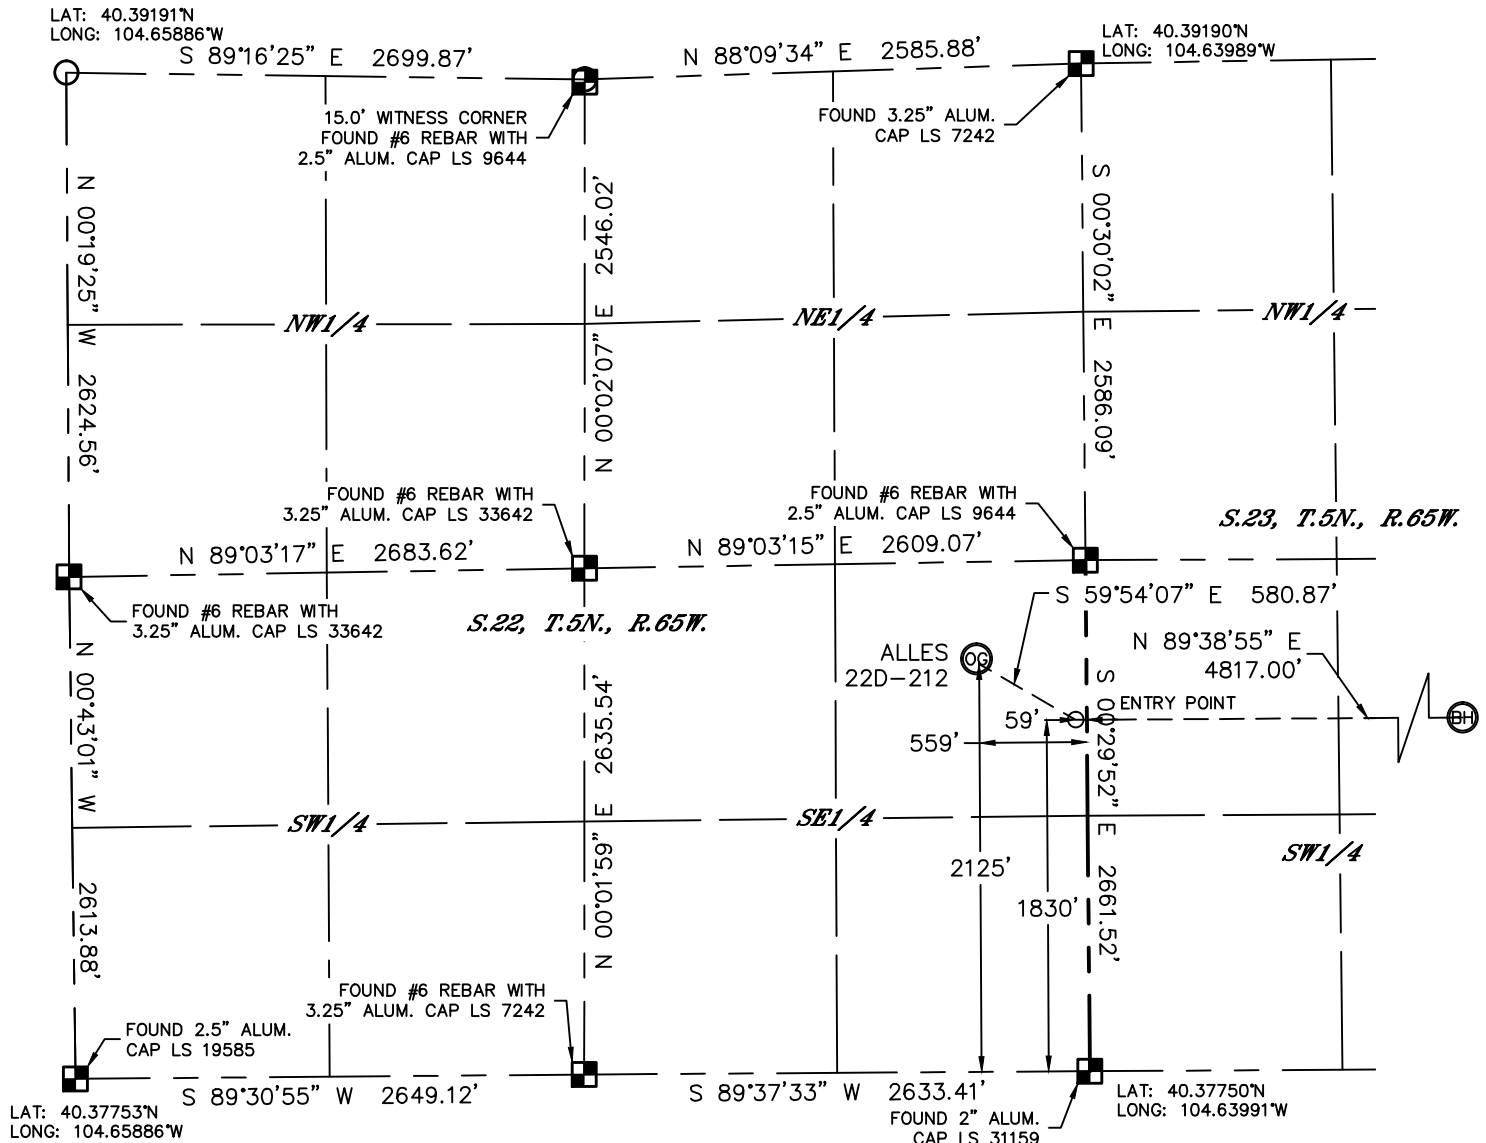 LAT: 40.39191°N
LONG: 104.65886°W
S 89°16'25" E 2699.87'
N 88°09'34" E 2585.88'
LAT: 40.39190°N
LONG: 104.63989°W
15.0' WITNESS CORNER
FOUND #6 REBAR WITH
2.5" ALUM. CAP LS 9644
FOUND 3.25" ALUM.
CAP LS 7242
N 00°19'25" W 2624.56'
N 00°02'07" E 2546.02'
S 00°30'02" E 2586.09'
NW1/4
NE1/4
NW1/4
FOUND #6 REBAR WITH
3.25" ALUM. CAP LS 33642
FOUND #6 REBAR WITH
2.5" ALUM. CAP LS 9644
S.23, T.5N., R.65W.
N 89°03'17" E 2683.62'
N 89°03'15" E 2609.07'
FOUND #6 REBAR WITH
3.25" ALUM. CAP LS 33642
S.22, T.5N., R.65W.
S 59°54'07" E 580.87'
N 89°38'55" E
4817.00'
ALLES
22D-212
OG
ENTRY POINT
BH
59'
559'
N 00°43'01" W 2613.88'
N 00°01'59" E 2635.54'
S 00°29'52" E 2661.52'
SW1/4
SE1/4
SW1/4
2125'
1830'
FOUND #6 REBAR WITH
3.25" ALUM. CAP LS 7242
FOUND 2.5" ALUM.
CAP LS 19585
S 89°30'55" W 2649.12'
S 89°37'33" W 2633.41'
LAT: 40.37753°N
LONG: 104.65886°W
LAT: 40.37750°N
LONG: 104.63991°W
FOUND 2" ALUM.
CAP LS 31159